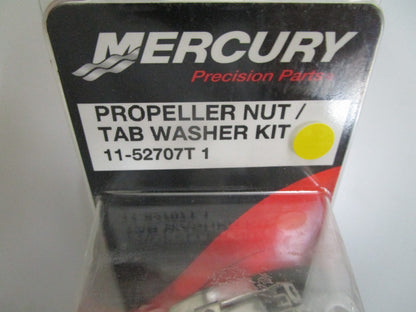 MERCURY
Precision Parts
PROPELLER NUT /
TAB WASHER KIT
11-52707T 1